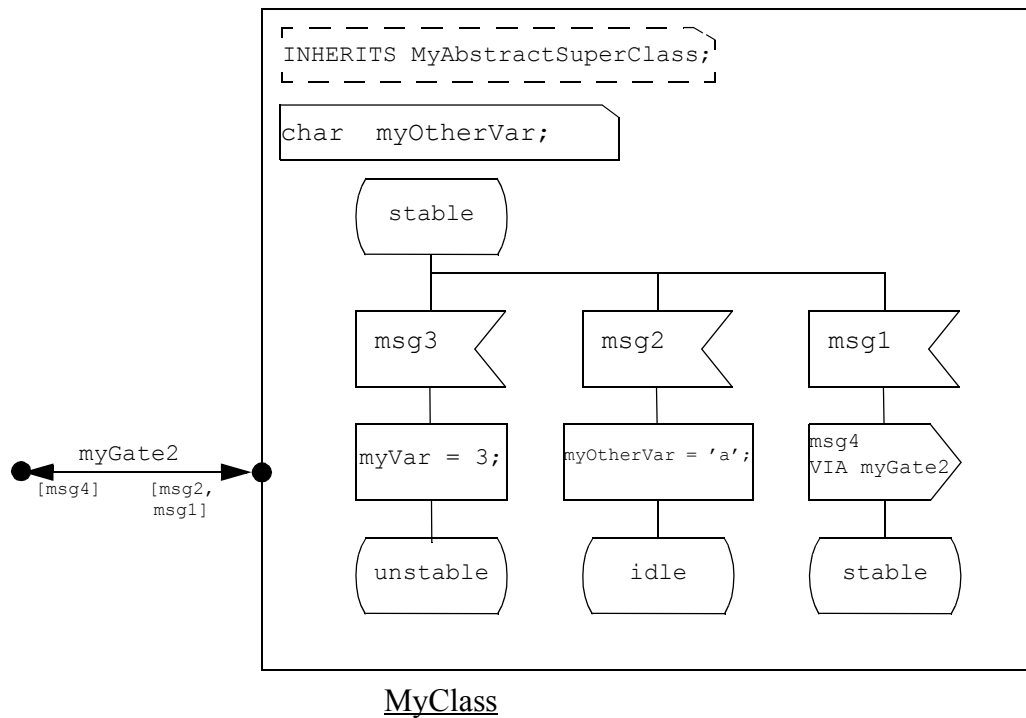 INHERITS MyAbstractSuperClass;
char  myOtherVar;
stable
msg3
msg2
msg1
myVar = 3;
myOtherVar = ’a’;
msg4
VIA myGate2
myGate2
[msg4]
[msg2,
msg1]
unstable
idle
stable
MyClass